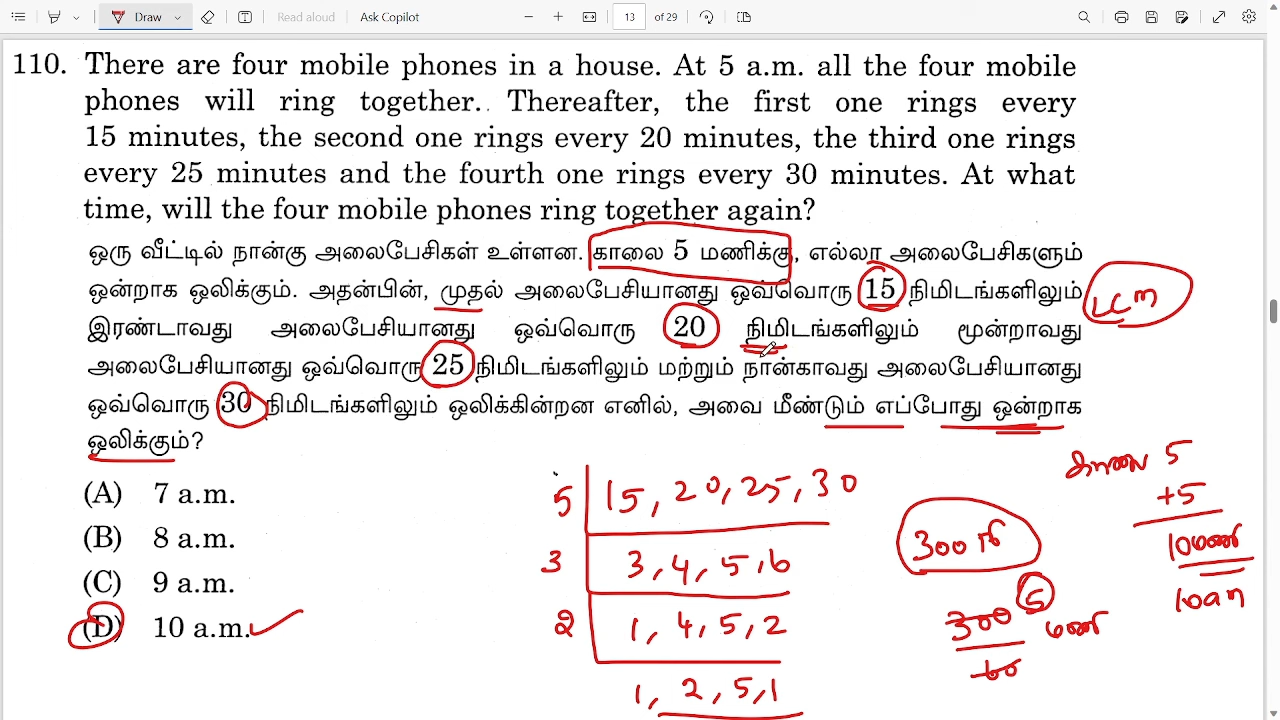 Draw
Read aloud
Ask Copilot
13 of 29
110. There are four mobile phones in a house. At 5 a.m. all the four mobile
phones will ring together. Thereafter, the first one rings every
15 minutes, the second one rings every 20 minutes, the third one rings
every 25 minutes and the fourth one rings every 30 minutes. At what
time, will the four mobile phones ring together again?
ஒரு வீட்டில் நான்கு அலைபேசிகள் உள்ளன. காலை 5 மணிக்கு, எல்லா அலைபேசிகளும்
ஒன்றாக ஒலிக்கும். அதன்பின், முதல் அலைபேசியானது ஒவ்வொரு 15 நிமிடங்களிலும்
இரண்டாவது அலைபேசியானது ஒவ்வொரு 20 நிமிடங்களிலும் மூன்றாவது
அலைபேசியானது ஒவ்வொரு 25 நிமிடங்களிலும் மற்றும் நான்காவது அலைபேசியானது
ஒவ்வொரு 30 நிமிடங்களிலும் ஒலிக்கின்றன எனில், அவை மீண்டும் எப்போது ஒன்றாக
ஒலிக்கும்?
(A) 7 a.m.
(B) 8 a.m.
(C) 9 a.m.
(D) 10 a.m.
LCM
5 15, 20, 25, 30
3 3, 4, 5, 6
2 1, 4, 5, 2
1, 2, 5, 1
300 நி
300
60
5 மணி
காலை 5
+5
10மணி
10am